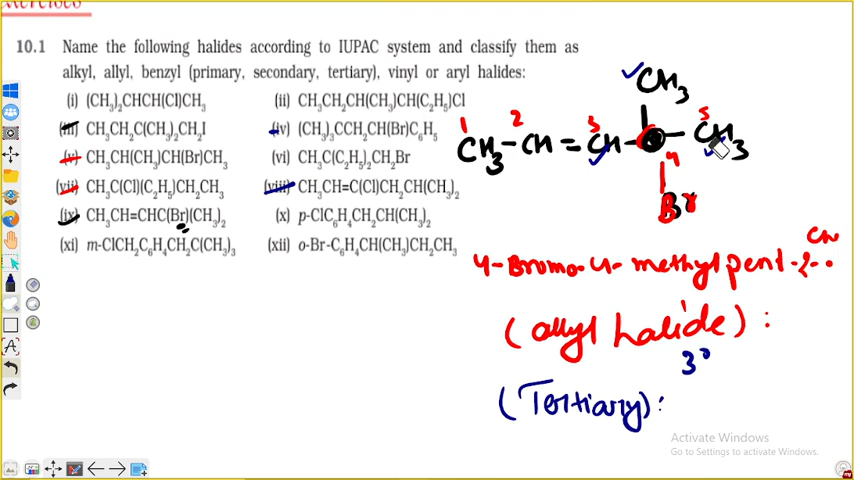 Exercises
10.1 Name the following halides according to IUPAC system and classify them as
alkyl, allyl, benzyl (primary, secondary, tertiary), vinyl or aryl halides:
(i) (CH3)2CHCH(Cl)CH3 (ii) CH3CH2CH(CH3)CH(C2H5)Cl
(iii) CH3CH2C(CH3)2CH2I (iv) (CH3)3CCH2CH(Br)C6H5
(v) CH3CH(CH3)CH(Br)CH3 (vi) CH3C(C2H5)2CH2Br
(vii) CH3C(Cl)(C2H5)CH2CH3 (viii) CH3CH=C(Cl)CH2CH(CH3)2
(ix) CH3CH=CHC(Br)(CH3)2 (x) p-ClC6H4CH2CH(CH3)2
(xi) m-ClCH2C6H4CH2C(CH3)3 (xii) o-Br-C6H4CH(CH3)CH2CH3
CH3
1 2 3 5
CH3-CH=CH- -CH3
4
Br
4-Bromo-4-methylpent-2-
(allyl halide):
3°
(Tertiary):
Activate Windows
Go to Settings to activate Windows.